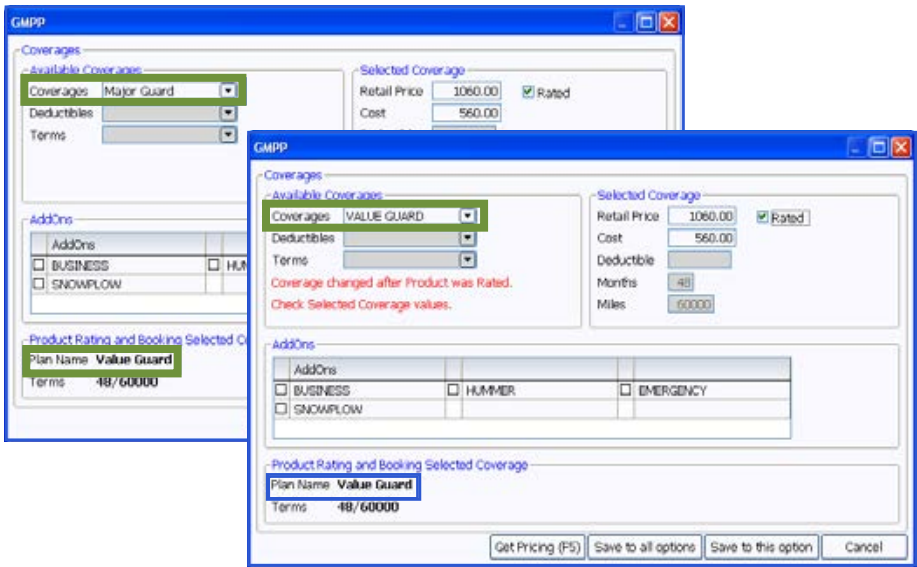 GMPP
Coverages
Available Coverages
Coverages Major Guard
Deductibles
Terms
Selected Coverage
Retail Price 1060.00 Rated
Cost 560.00
AddOns
AddOns
BUSINESS
SNOWPLOW
Product Rating and Booking Selected
Plan Name Value Guard
Terms 48/60000
GMPP
Coverages
Available Coverages
Coverages VALUE GUARD
Deductibles
Terms
Coverage changed after Product was Rated.
Check Selected Coverage values.
Selected Coverage
Retail Price 1060.00 Rated
Cost 560.00
Deductible
Months 48
Miles 60000
AddOns
AddOns
BUSINESS HUMMER EMERGENCY
SNOWPLOW
Product Rating and Booking Selected Coverage
Plan Name Value Guard
Terms 48/60000
Get Pricing (F5) Save to all options Save to this option Cancel